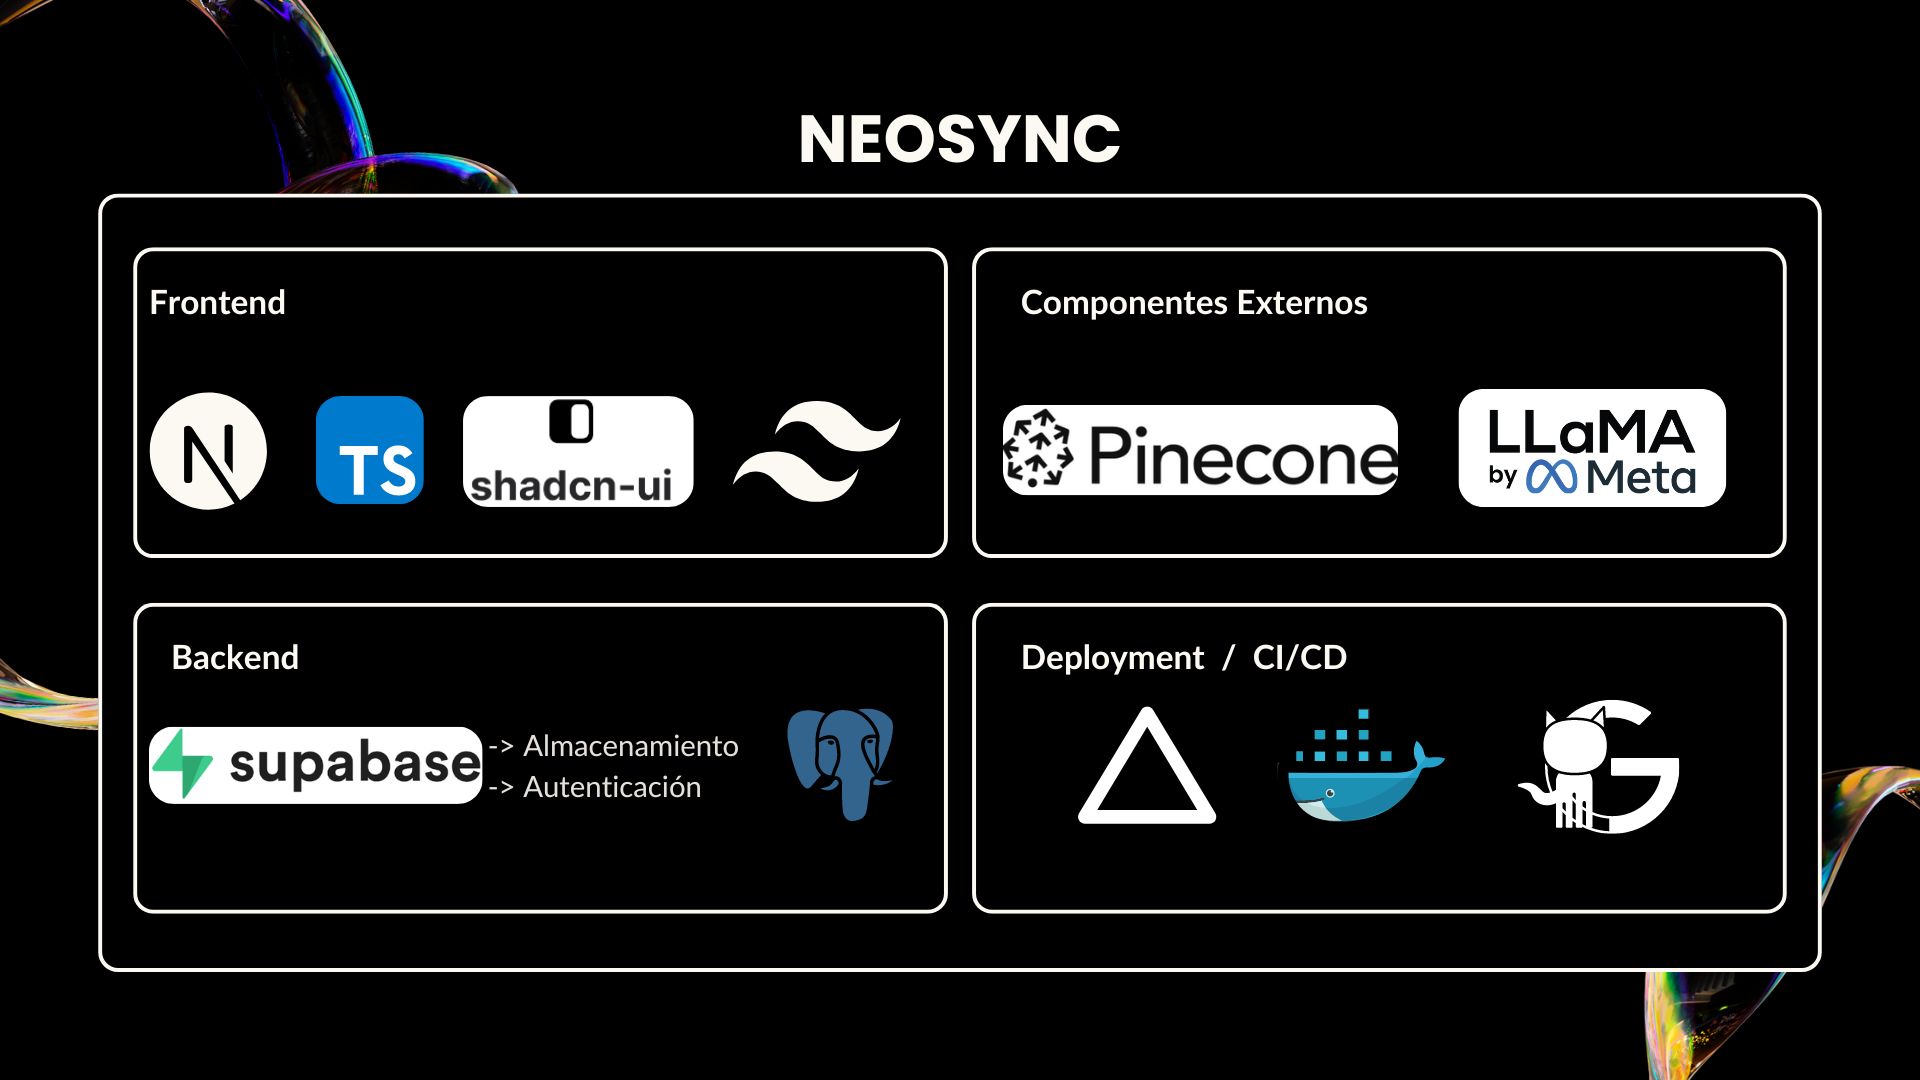 NEOSYNC
Frontend
N
TS
shadcn-ui
Componentes Externos
Pinecone
LLaMA
by Meta
Backend
supabase
-> Almacenamiento
-> Autenticación
Deployment / CI/CD
G